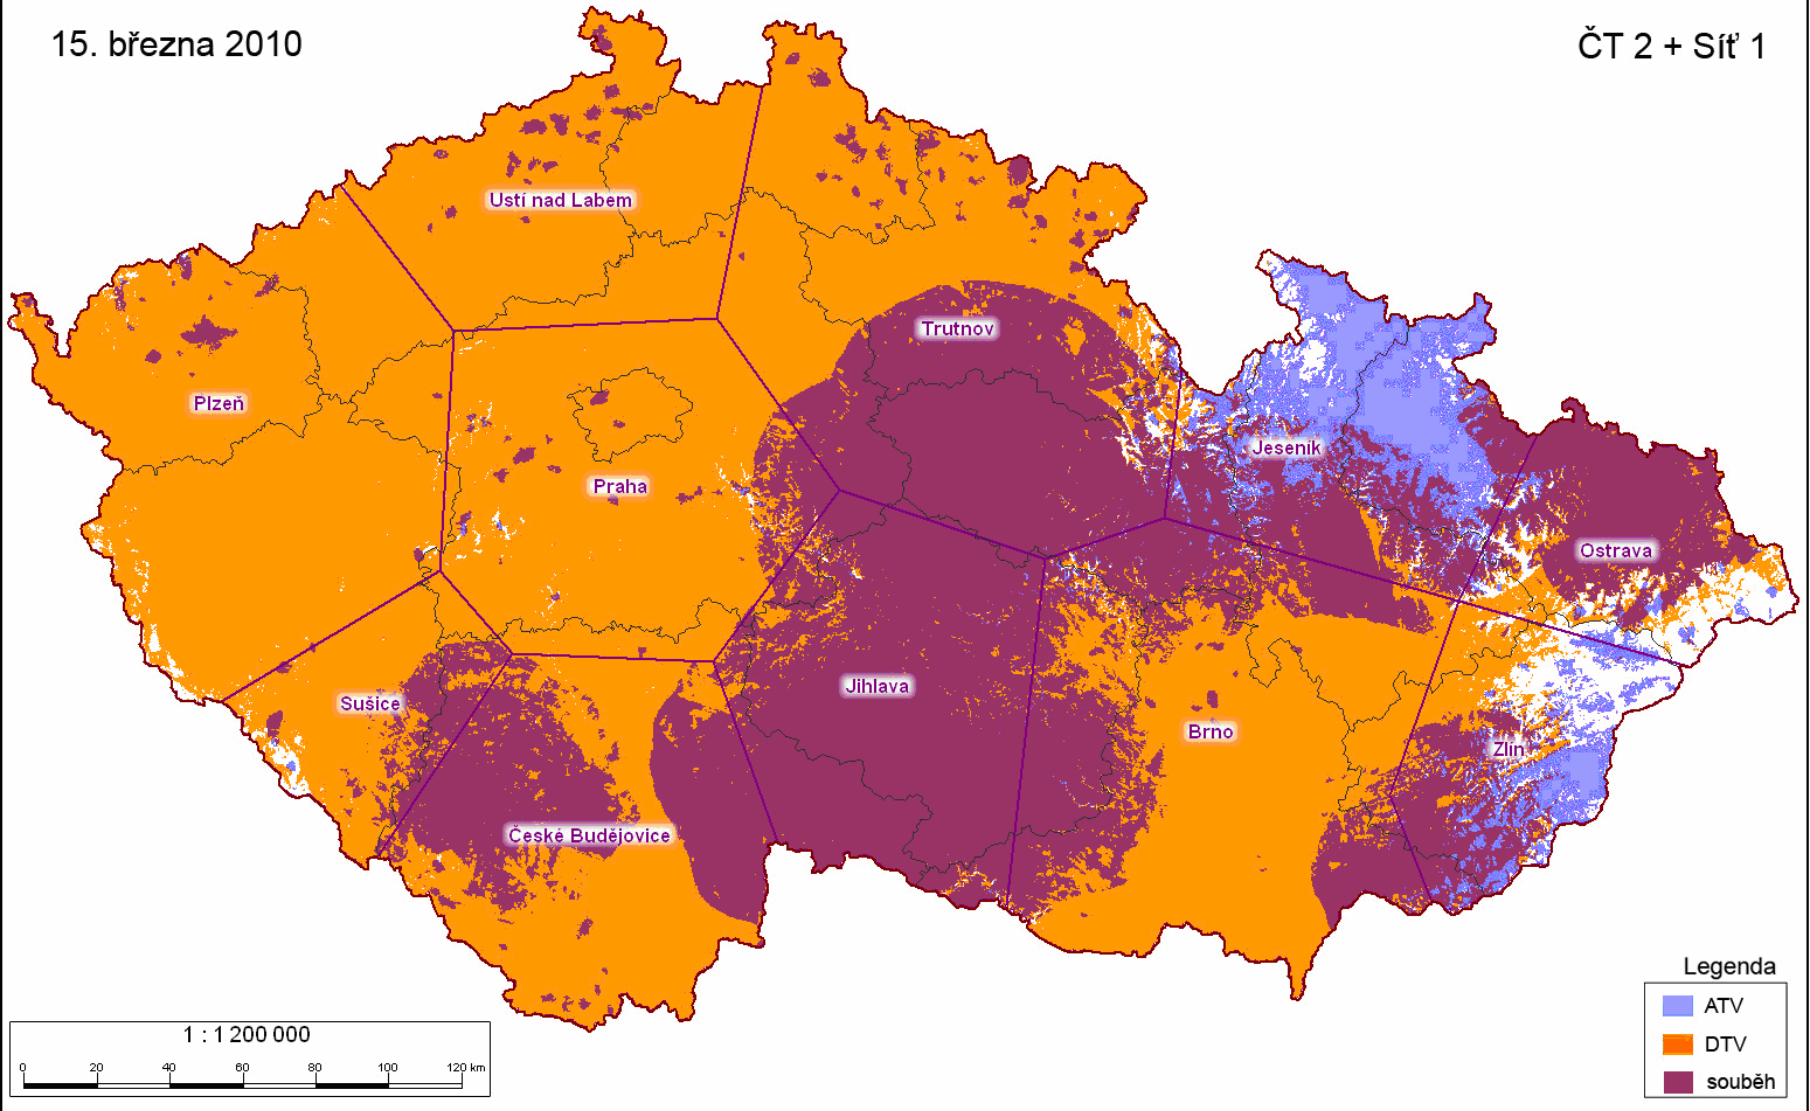 15. března 2010
ČT 2 + Síť 1
Ustí nad Labem
Trutnov
Plzeň
Jeseník
Praha
Ostrava
Sušice
Jihlava
Brno
Zlín
České Budějovice
Legenda
ATV
DTV
souběh
1 : 1 200 000
0 20 40 60 80 100 120 km